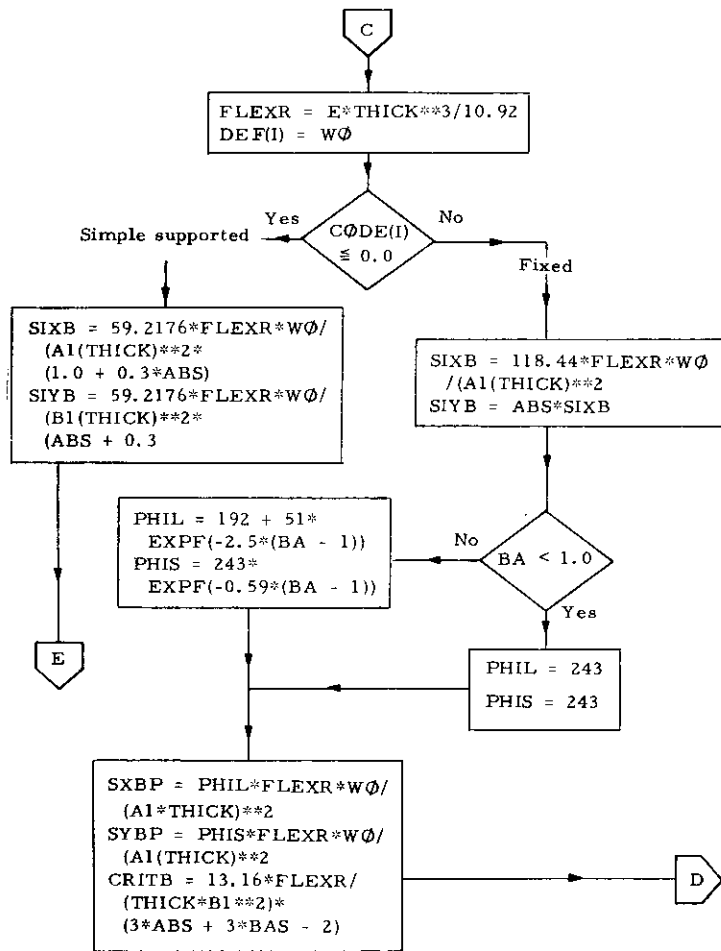 C
FLEXR = E*THICK**3/10.92
DEF(I) = WØ
Yes
CØDE(I)
≦ 0.0
No
Simple supported
Fixed
SIXB = 59.2176*FLEXR*WØ/
(A1(THICK)**2*
(1.0 + 0.3*ABS)
SIYB = 59.2176*FLEXR*WØ/
(B1(THICK)**2*
(ABS + 0.3
SIXB = 118.44*FLEXR*WØ
/(A1(THICK)**2
SIYB = ABS*SIXB
PHIL = 192 + 51*
EXPF(-2.5*(BA - 1))
PHIS = 243*
EXPF(-0.59*(BA - 1))
No
BA < 1.0
Yes
E
PHIL = 243
PHIS = 243
SXBP = PHIL*FLEXR*WØ/
(A1*THICK)**2
SYBP = PHIS*FLEXR*WØ/
(A1(THICK)**2
CRITB = 13.16*FLEXR/
(THICK*B1**2)*
(3*ABS + 3*BAS - 2)
D